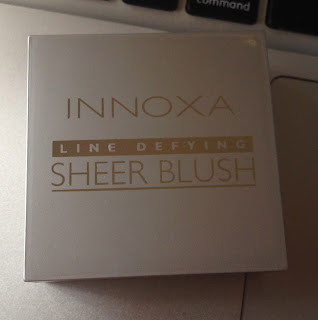 command
INNOXA
LINE DEFYING
SHEER BLUSH